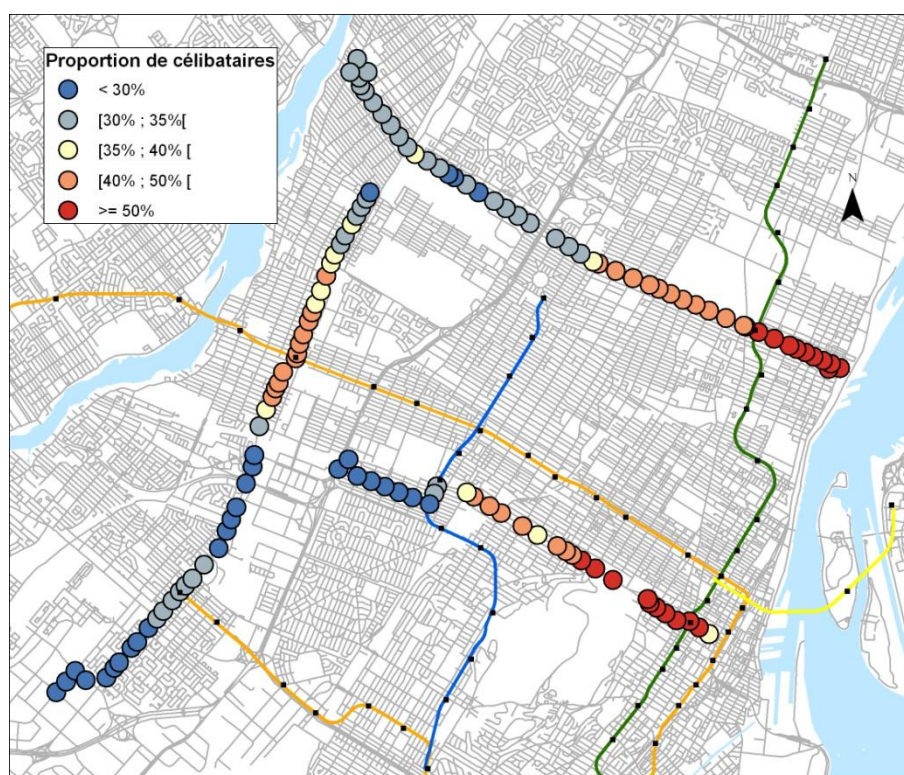 Proportion de célibataires
< 30%
[30% ; 35%[
[35% ; 40% [
[40% ; 50% [
>= 50%
N